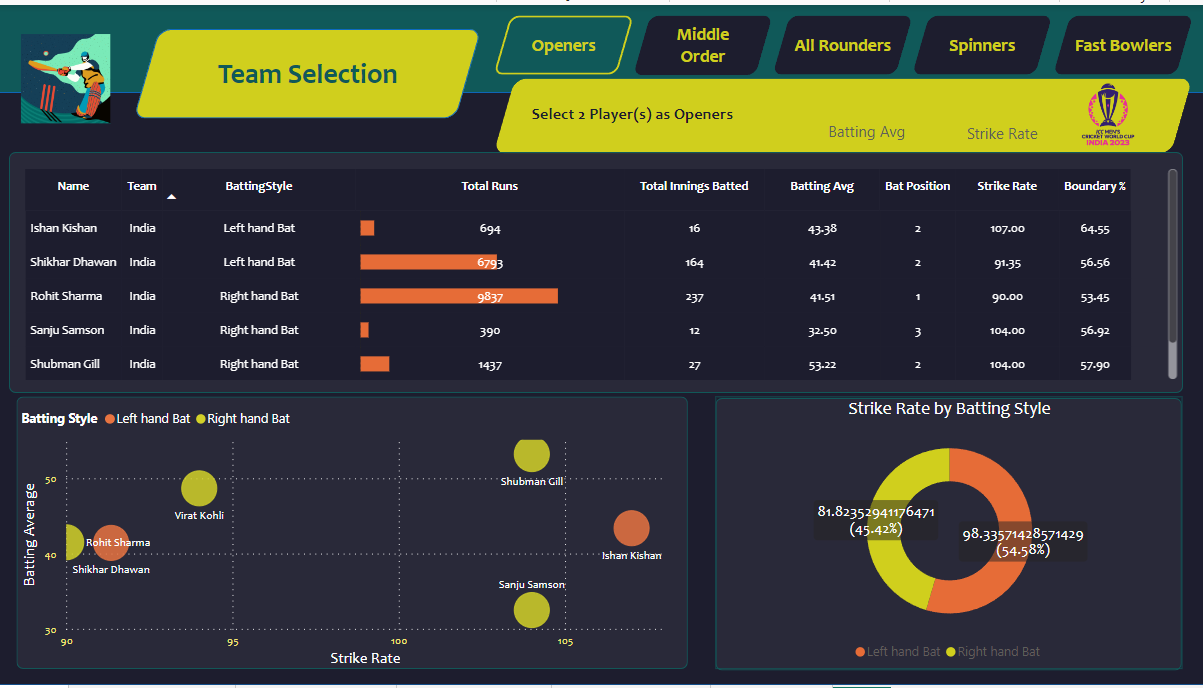 Team Selection
Openers
Middle
Order
All Rounders
Spinners
Fast Bowlers
Select 2 Player(s) as Openers
Batting Avg
Strike Rate
ICC MEN'S
CRICKET WORLD CUP
INDIA 2023
Name Team BattingStyle Total Runs Total Innings Batted Batting Avg Bat Position Strike Rate Boundary %
Ishan Kishan India Left hand Bat 694 16 43.38 2 107.00 64.55
Shikhar Dhawan India Left hand Bat 6793 164 41.42 2 91.35 56.56
Rohit Sharma India Right hand Bat 9837 237 41.51 1 90.00 53.45
Sanju Samson India Right hand Bat 390 12 32.50 3 104.00 56.92
Shubman Gill India Right hand Bat 1437 27 53.22 2 104.00 57.90
Batting Style Left hand Bat Right hand Bat
Batting Average
50
40
30
Shubman Gill
Virat Kohli
Rohit Sharma
Ishan Kishan
Shikhar Dhawan
Sanju Samson
90 95 100 105
Strike Rate
Strike Rate by Batting Style
81.82352941176471
(45.42%)
98.33571428571429
(54.58%)
Left hand Bat Right hand Bat